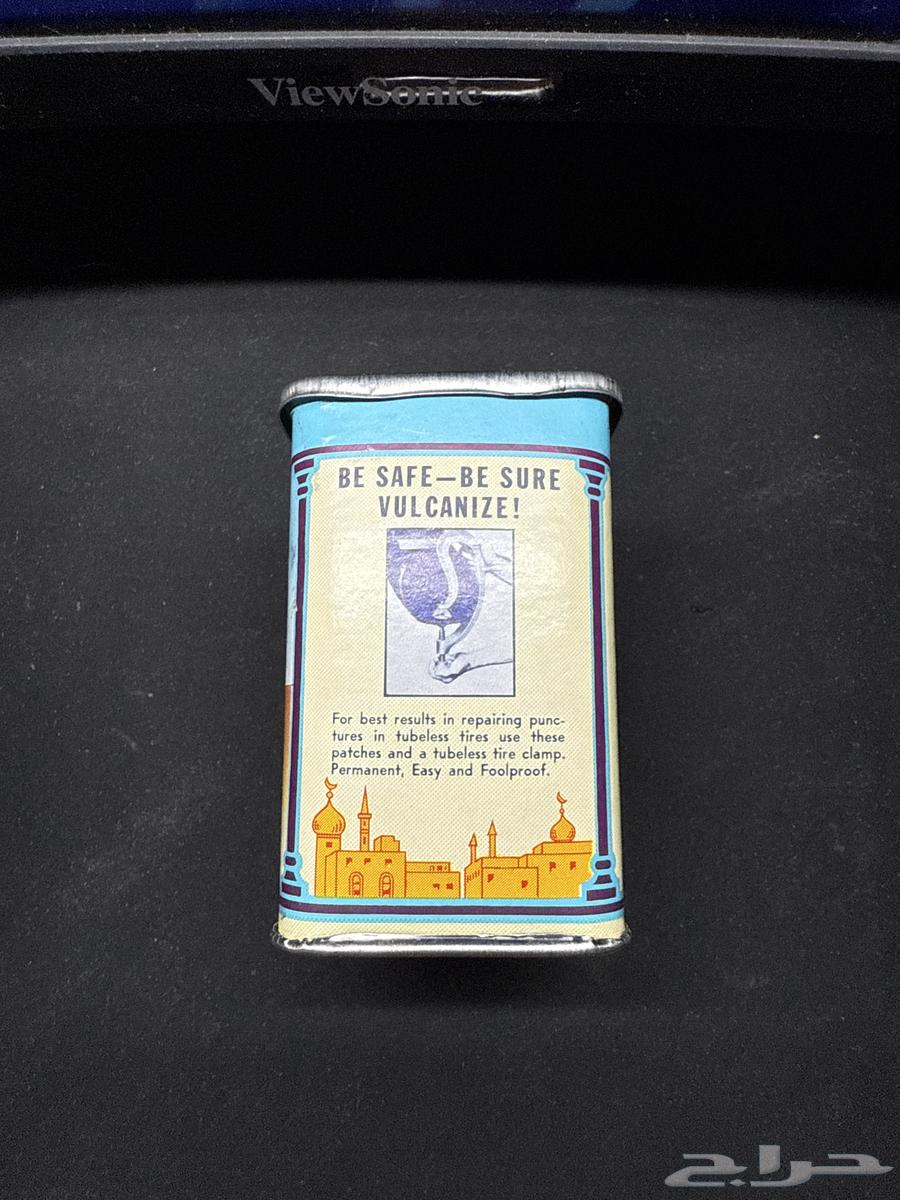 ViewSonic
BE SAFE—BE SURE
VULCANIZE!
For best results in repairing punc-
tures in tubeless tires use these
patches and a tubeless tire clamp.
Permanent, Easy and Foolproof.
حراج